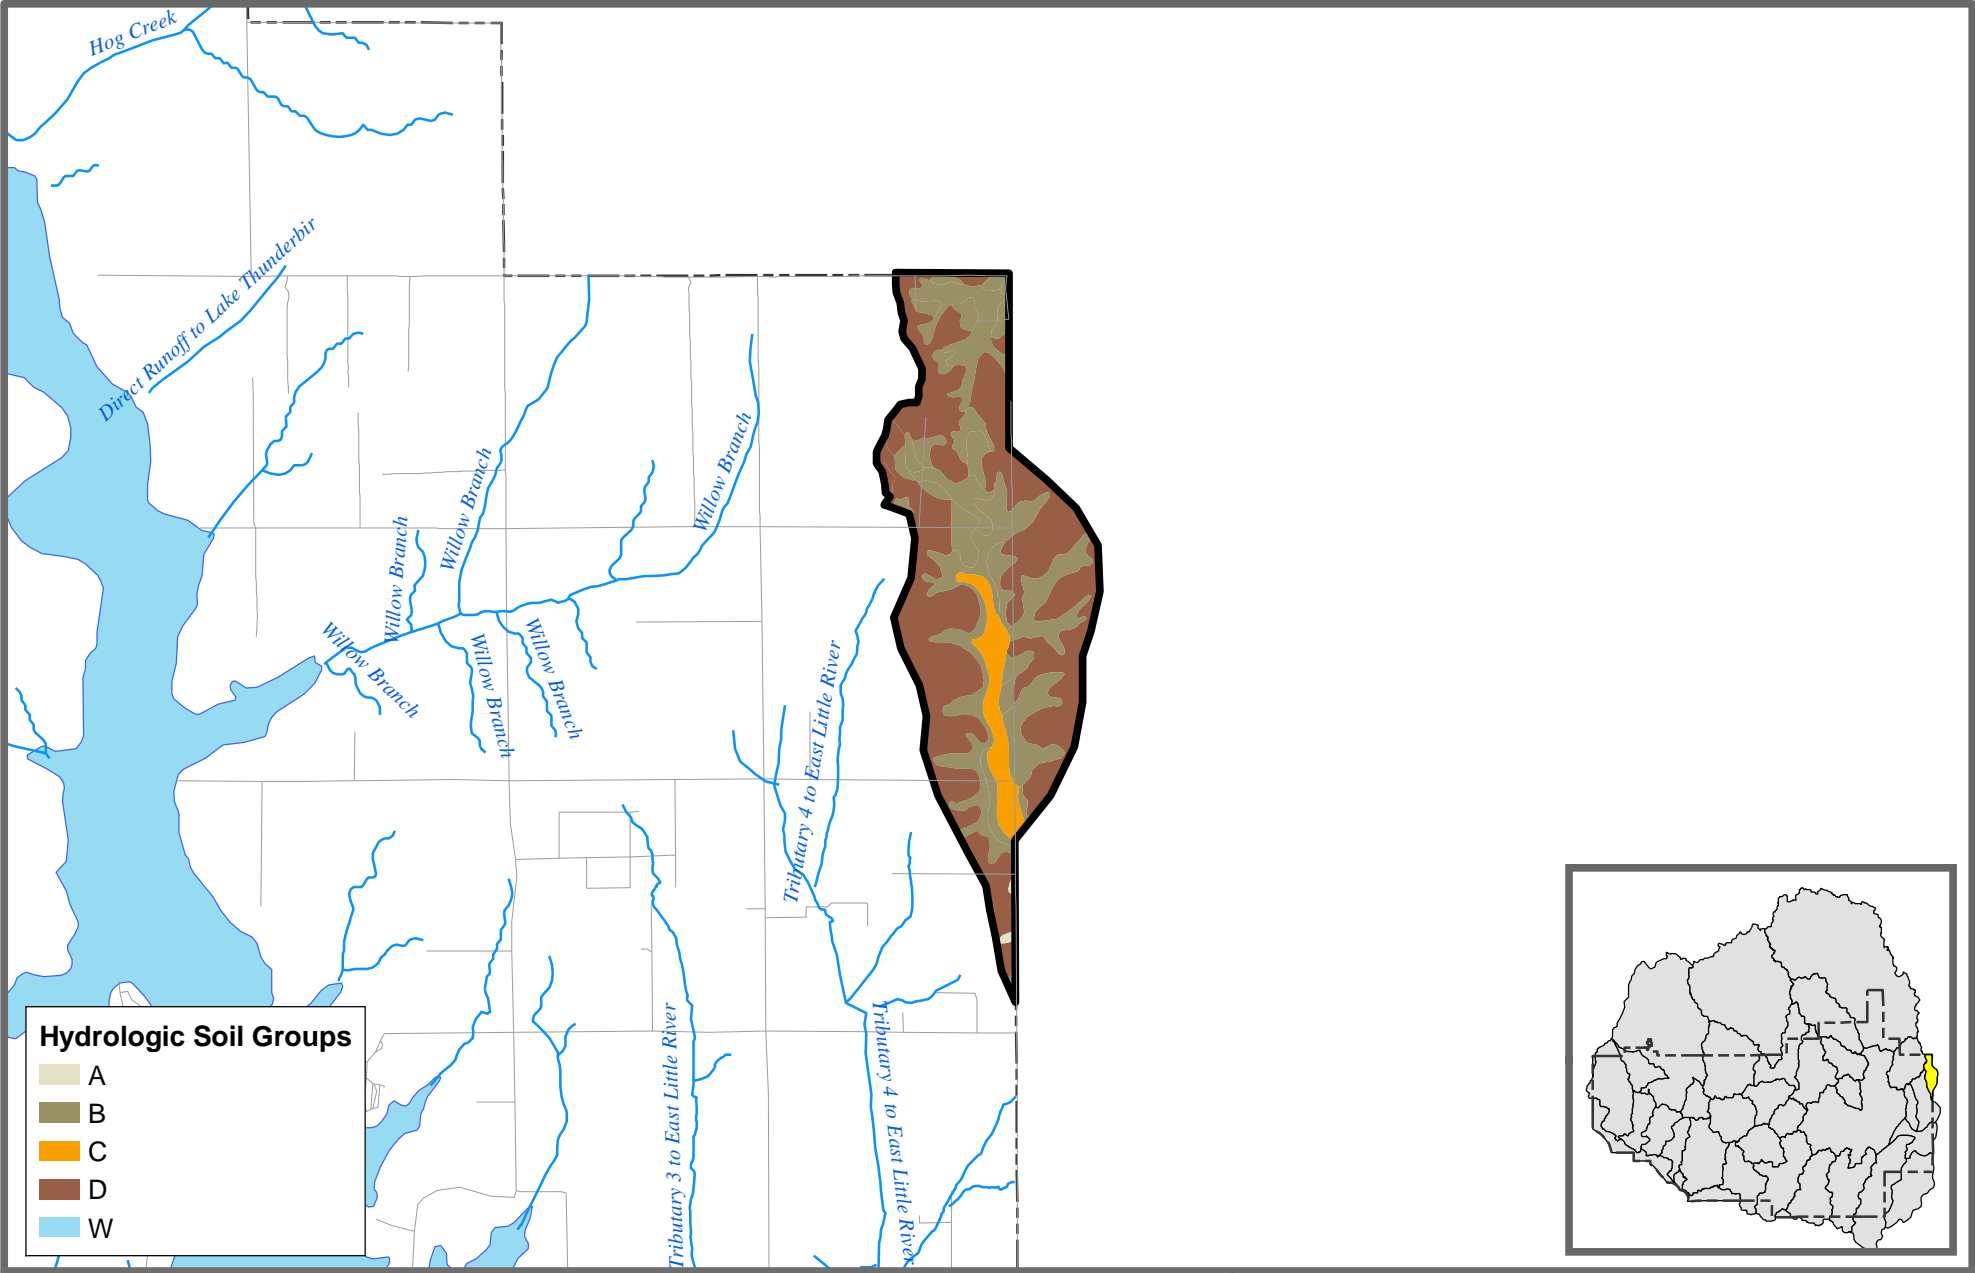 Hog Creek
Direct Runoff to Lake Thunderbir
Willow Branch
Willow Branch
Willow Branch
Willow Branch
Willow Branch
Willow Branch
Tributary 4 to East Little River
Tributary 3 to East Little River
Tributary 4 to East Little River
Hydrologic Soil Groups
A
B
C
D
W